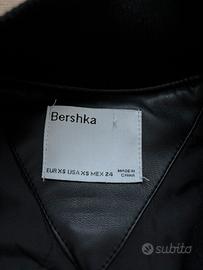 Bershka
EUR XS USA XS MEX 24
MADE IN
CHINA
subito